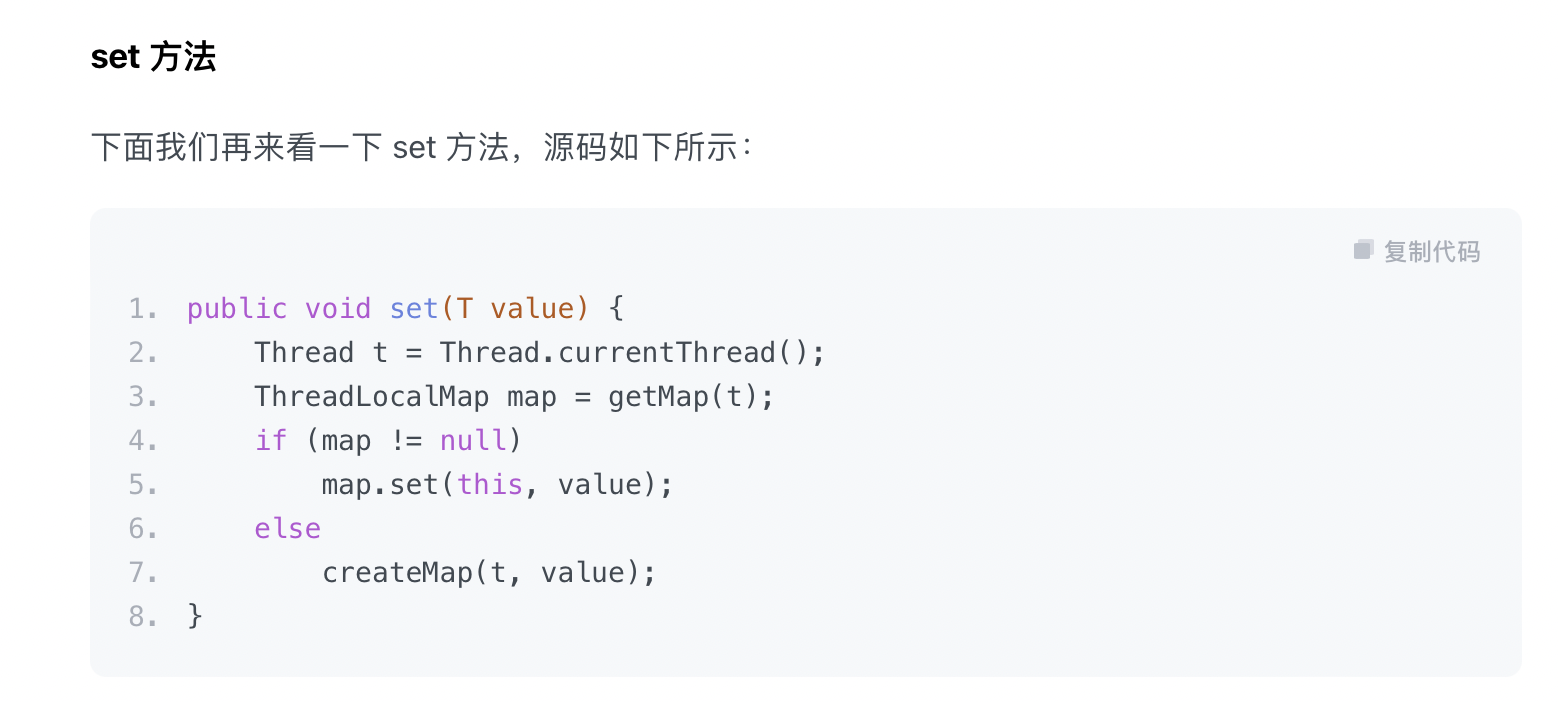 set 方法
下面我们再来看一下 set 方法，源码如下所示：
复制代码
1. public void set(T value) {
2.     Thread t = Thread.currentThread();
3.     ThreadLocalMap map = getMap(t);
4.     if (map != null)
5.         map.set(this, value);
6.     else
7.         createMap(t, value);
8. }